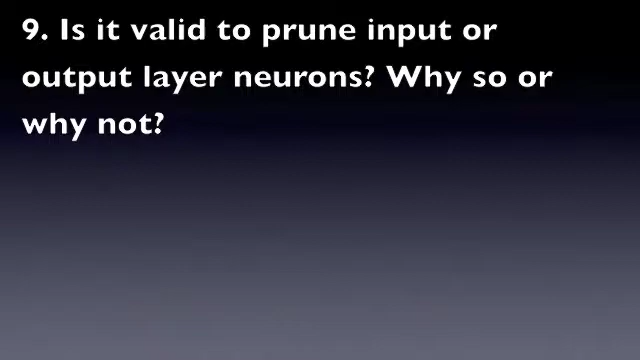 9. Is it valid to prune input or
output layer neurons? Why so or
why not?